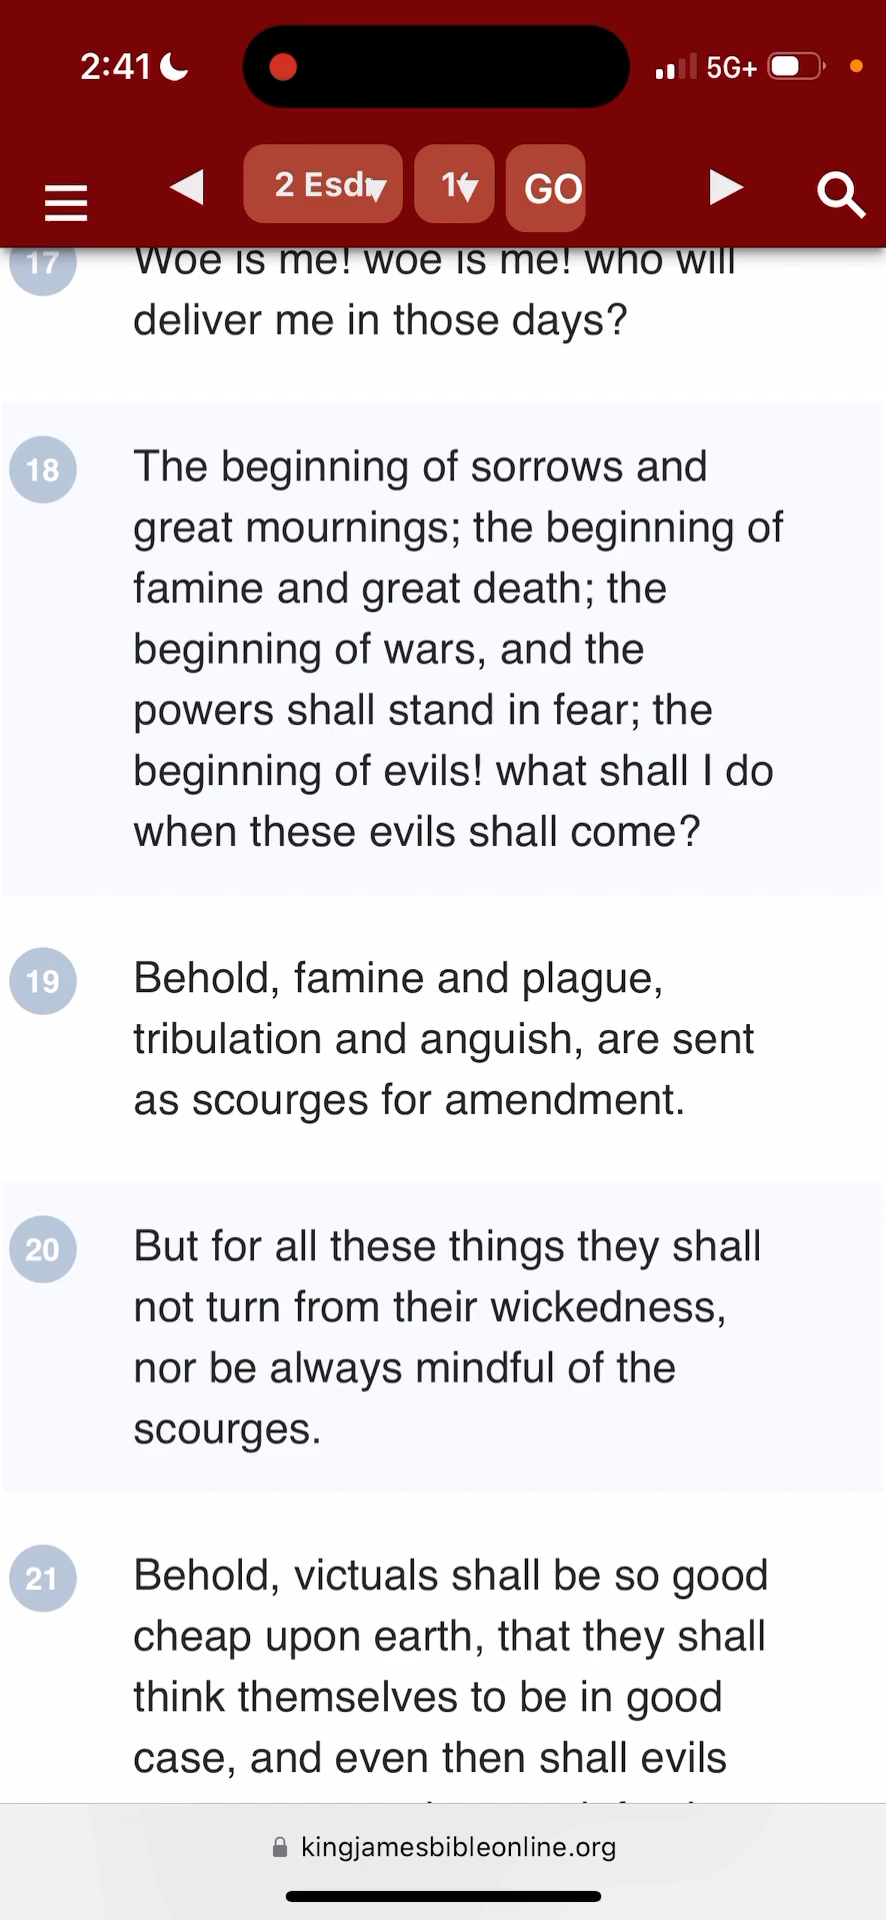 2:41
5G+
2 Esdr
GO
17
Woe is me! woe is me! who will
deliver me in those days?
18
The beginning of sorrows and
great mournings; the beginning of
famine and great death; the
beginning of wars, and the
powers shall stand in fear; the
beginning of evils! what shall I do
when these evils shall come?
19
Behold, famine and plague,
tribulation and anguish, are sent
as scourges for amendment.
20
But for all these things they shall
not turn from their wickedness,
nor be always mindful of the
scourges.
21
Behold, victuals shall be so good
cheap upon earth, that they shall
think themselves to be in good
case, and even then shall evils
kingjamesbibleonline.org